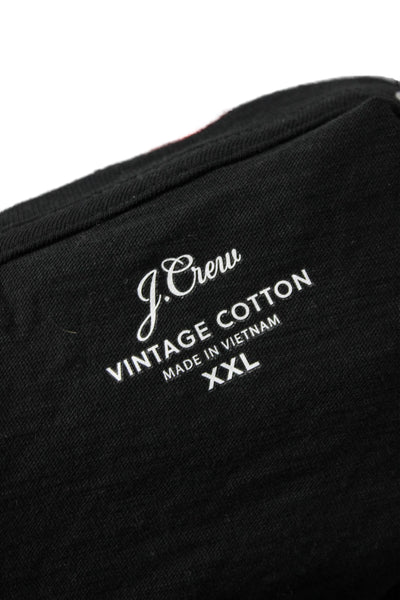 J.Crew
VINTAGE COTTON
MADE IN VIETNAM
XXL